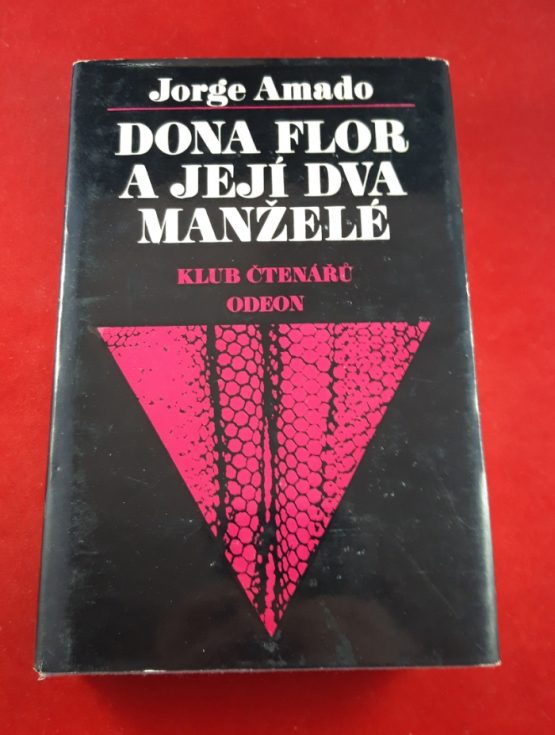 Jorge Amado
DONA FLOR
A JEJÍ DVA
MANŽELÉ
KLUB ČTENÁŘŮ
ODEON